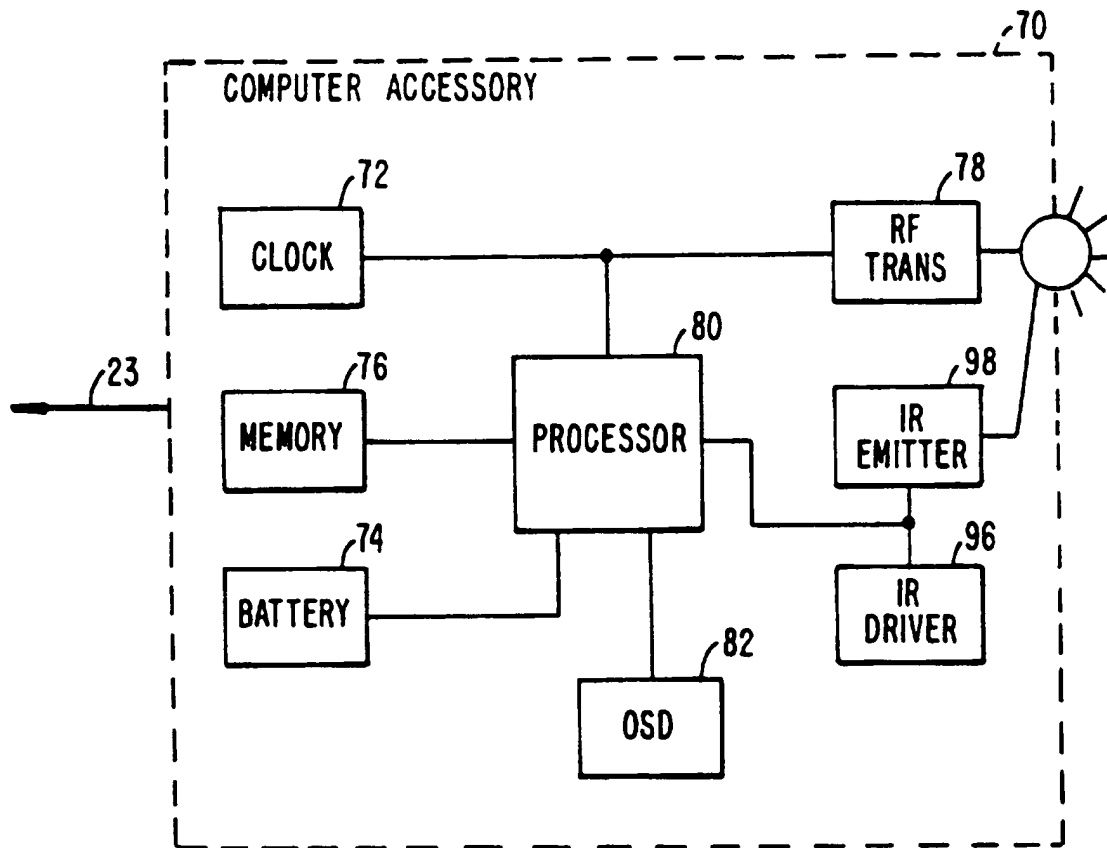 70
COMPUTER ACCESSORY
72
CLOCK
78
RF
TRANS
80
PROCESSOR
23
76
MEMORY
98
IR
EMITTER
74
BATTERY
96
IR
DRIVER
82
OSD